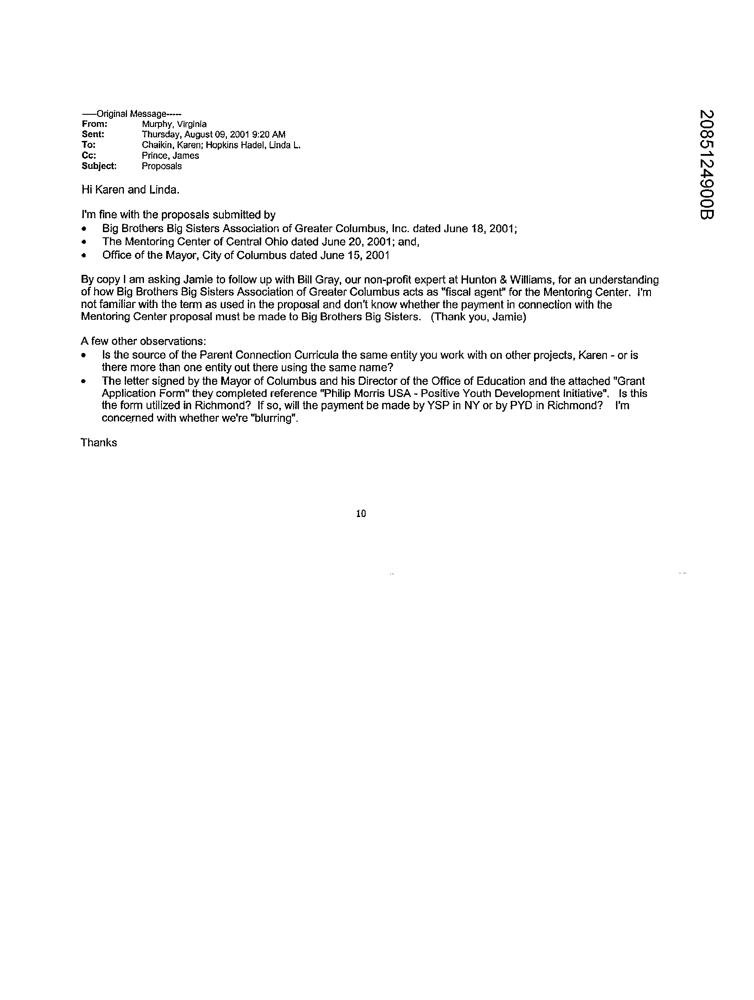 -----Original Message-----
From: Murphy, Virginia
Sent: Thursday, August 09, 2001 9:20 AM
To: Chaikin, Karen; Hopkins Hadel, Linda L.
Cc: Prince, James
Subject: Proposals
Hi Karen and Linda.
I'm fine with the proposals submitted by
• Big Brothers Big Sisters Association of Greater Columbus, Inc. dated June 18, 2001;
• The Mentoring Center of Central Ohio dated June 20, 2001; and,
• Office of the Mayor, City of Columbus dated June 15, 2001
By copy I am asking Jamie to follow up with Bill Gray, our non-profit expert at Hunton & Williams, for an understanding
of how Big Brothers Big Sisters Association of Greater Columbus acts as "fiscal agent" for the Mentoring Center. I'm
not familiar with the term as used in the proposal and don't know whether the payment in connection with the
Mentoring Center proposal must be made to Big Brothers Big Sisters. (Thank you, Jamie)
A few other observations:
• Is the source of the Parent Connection Curricula the same entity you work with on other projects, Karen - or is
there more than one entity out there using the same name?
• The letter signed by the Mayor of Columbus and his Director of the Office of Education and the attached "Grant
Application Form" they completed reference "Philip Morris USA - Positive Youth Development Initiative". Is this
the form utilized in Richmond? If so, will the payment be made by YSP in NY or by PYD in Richmond? I'm
concerned with whether we're "blurring".
Thanks
10
2085124900B